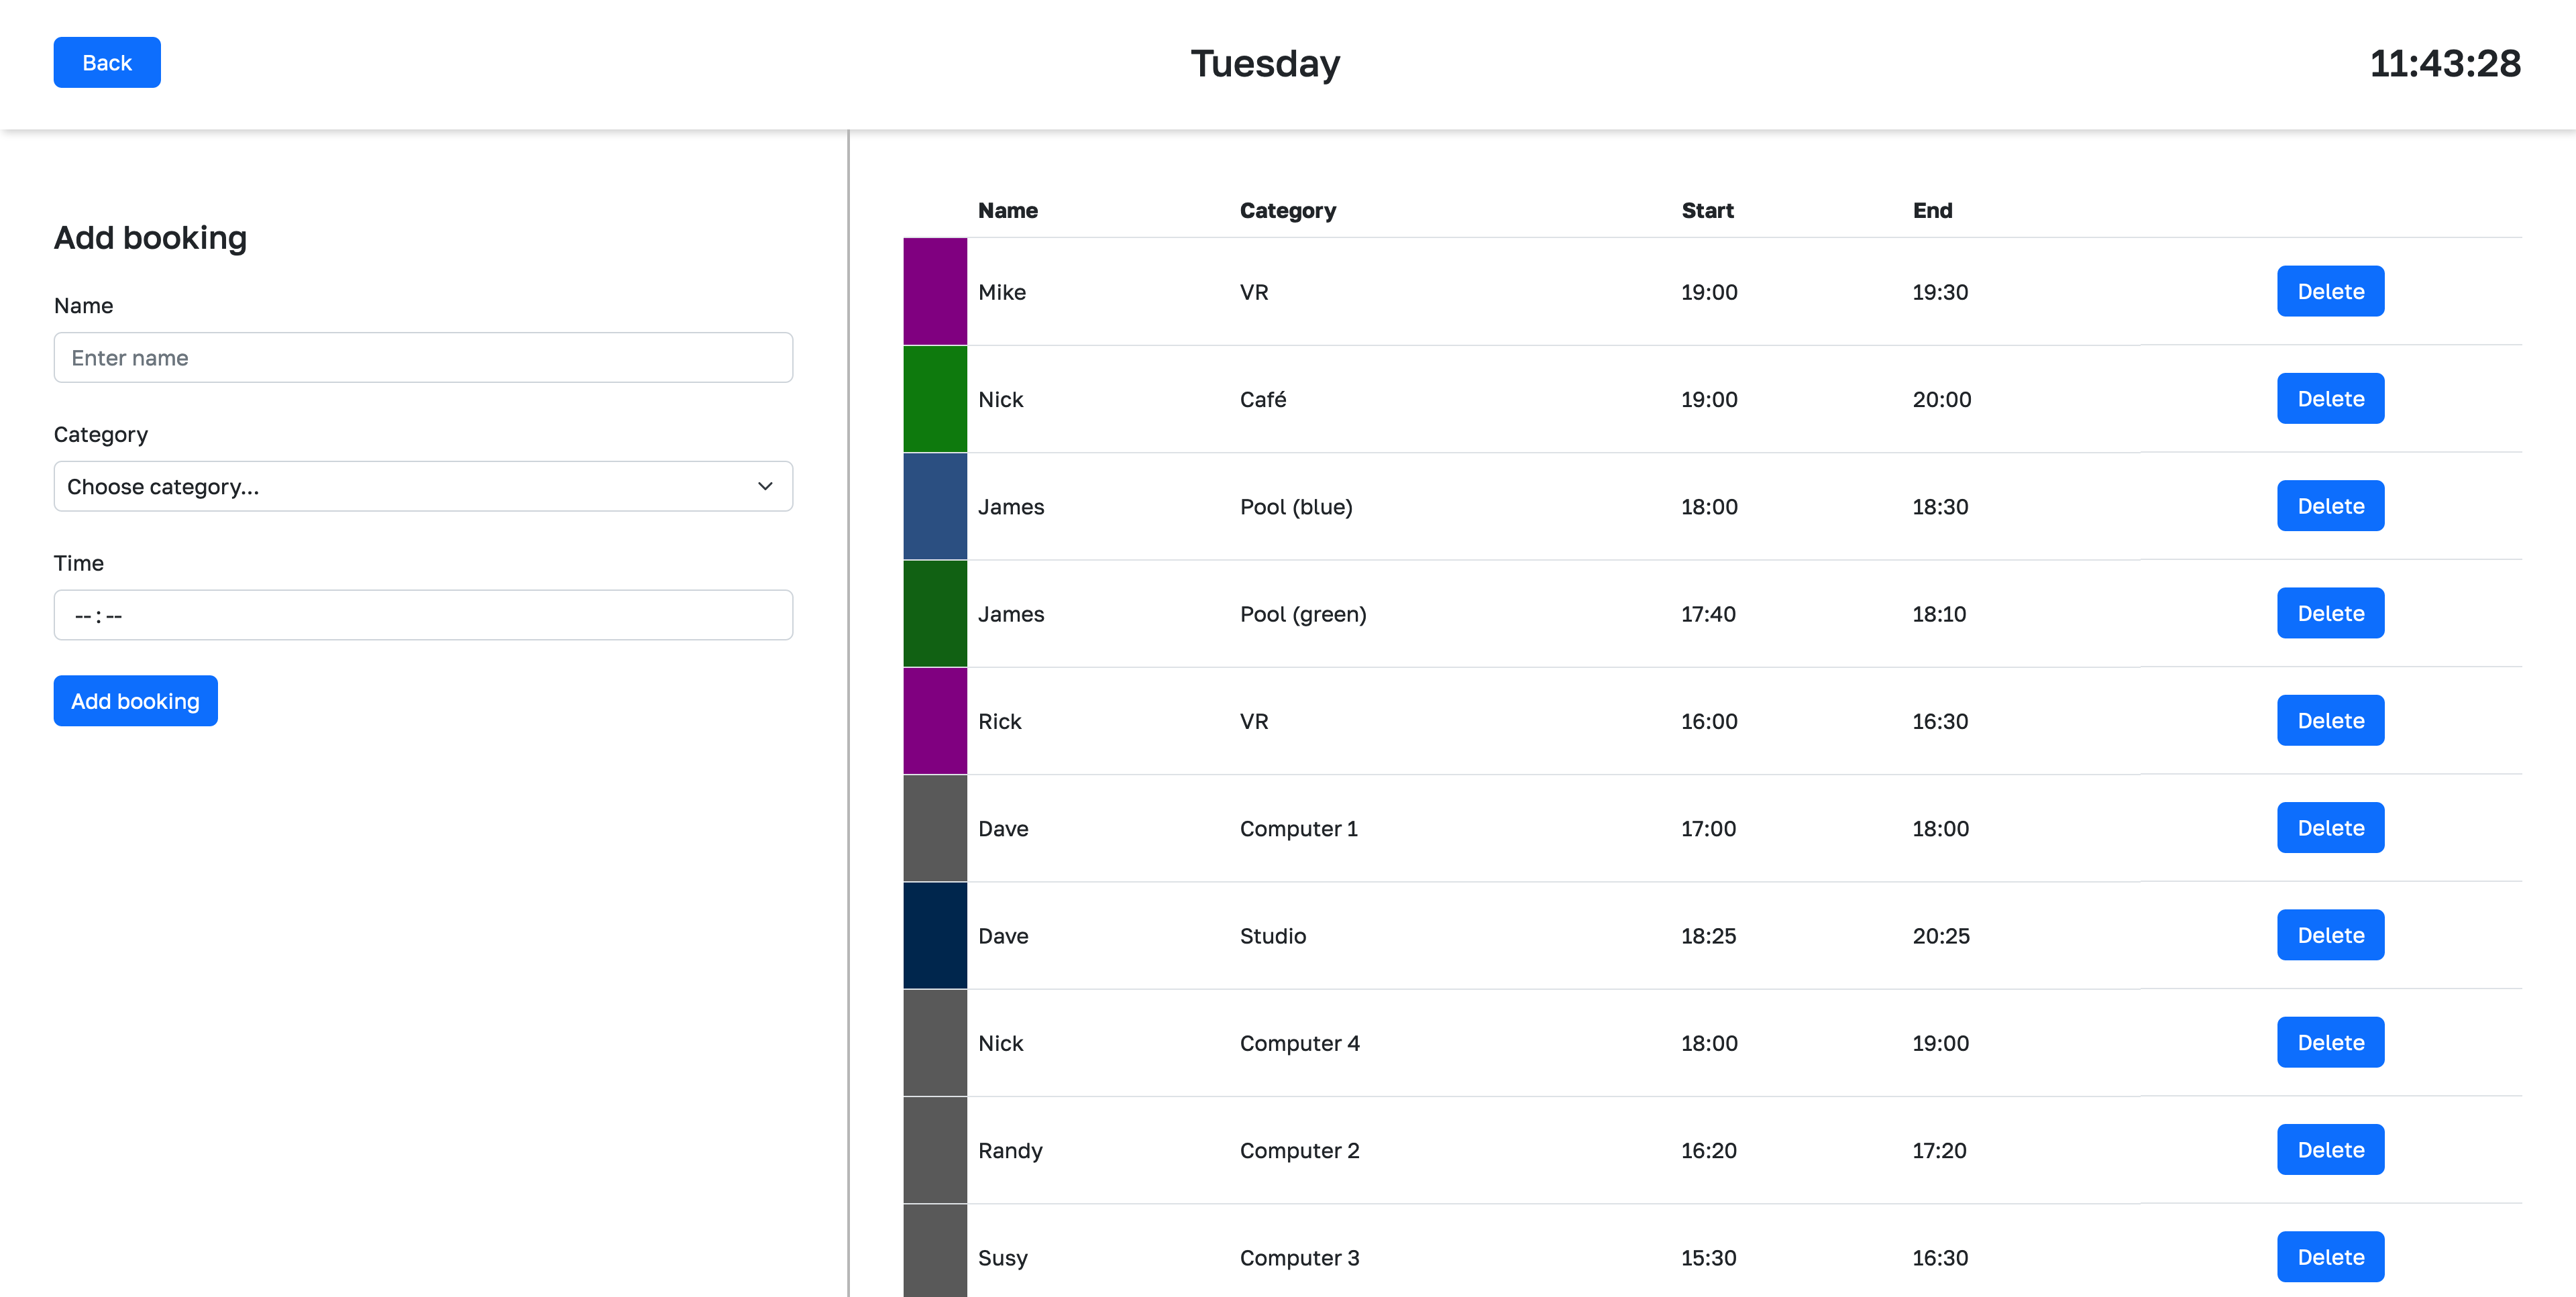 Back Tuesday 11:43:28
Add booking
Name
Enter name
Category
Choose category...
Time
--:--
Add booking
Name Category Start End
Mike VR 19:00 19:30 Delete
Nick Café 19:00 20:00 Delete
James Pool (blue) 18:00 18:30 Delete
James Pool (green) 17:40 18:10 Delete
Rick VR 16:00 16:30 Delete
Dave Computer 1 17:00 18:00 Delete
Dave Studio 18:25 20:25 Delete
Nick Computer 4 18:00 19:00 Delete
Randy Computer 2 16:20 17:20 Delete
Susy Computer 3 15:30 16:30 Delete